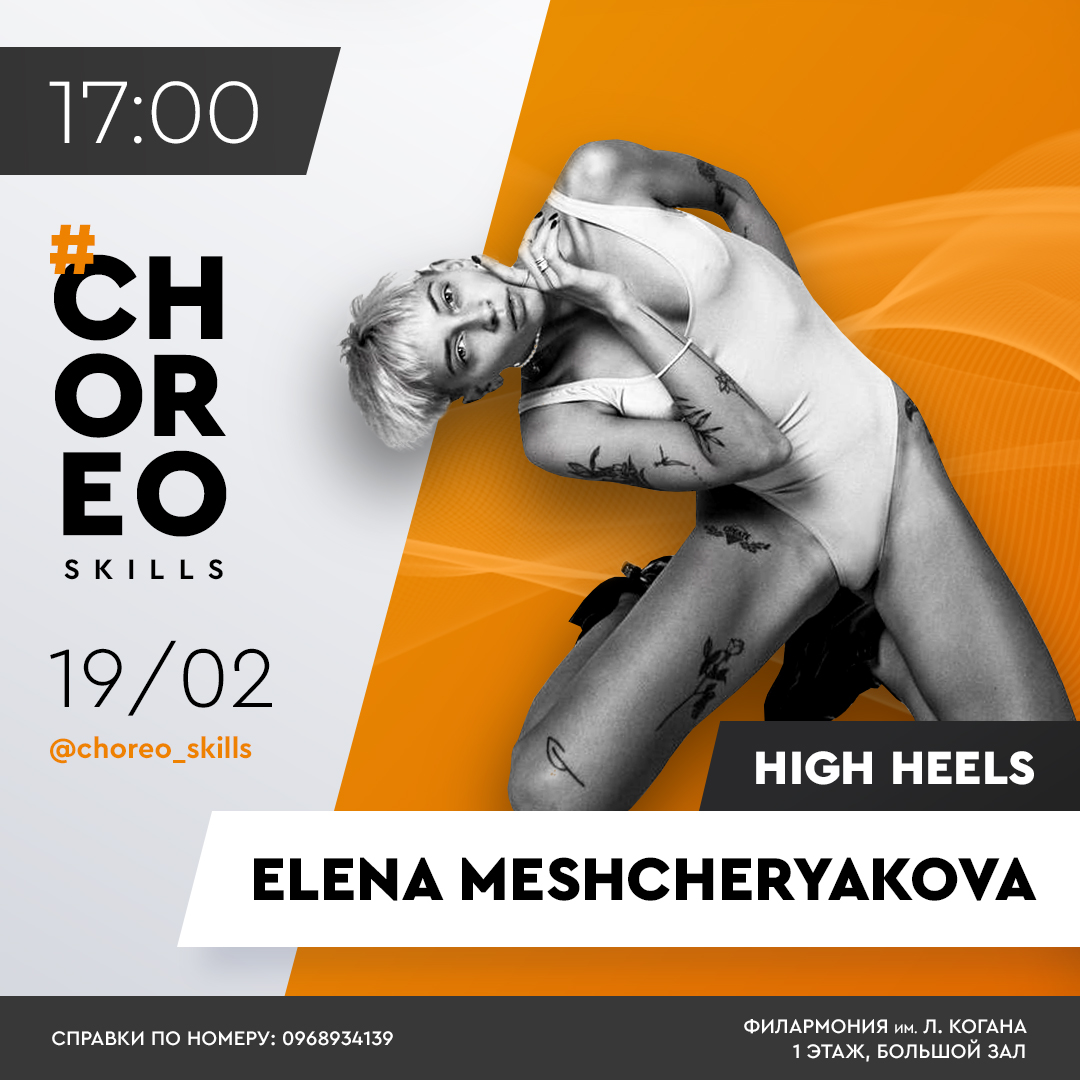 17:00
#CH
OR
EO
SKILLS
19/02
@choreo_skills
HIGH HEELS
ELENA MESHCHERYAKOVA
СПРАВКИ ПО НОМЕРУ: 0968934139
ФИЛАРМОНИЯ им. Л. КОГАНА
1 ЭТАЖ, БОЛЬШОЙ ЗАЛ